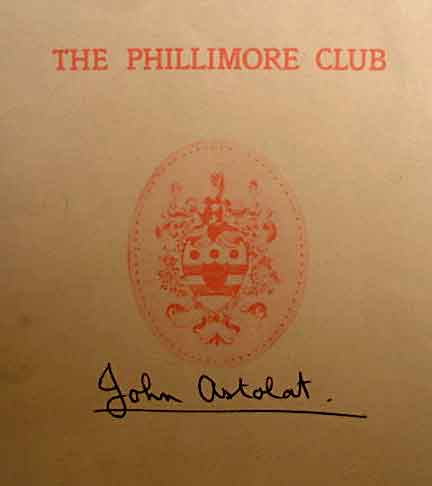 THE PHILLIMORE CLUB
John Astolat.